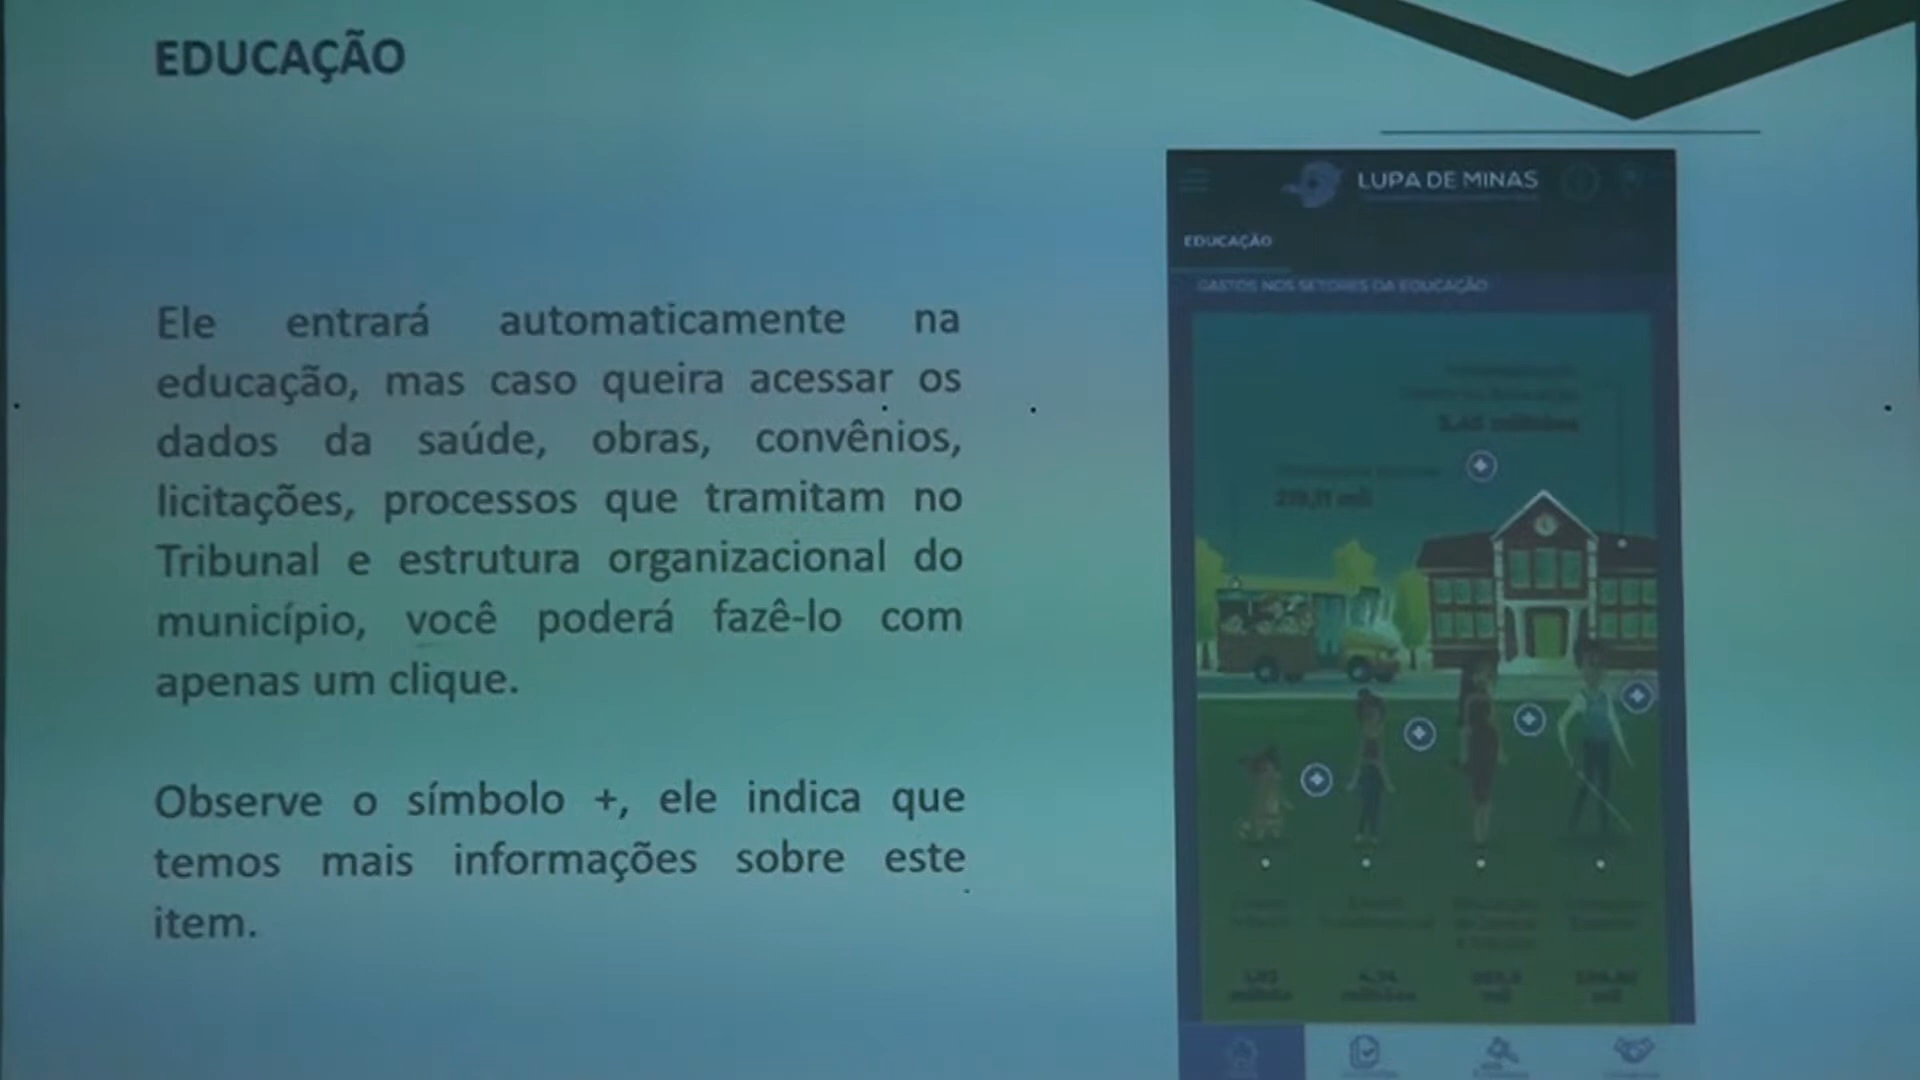 EDUCAÇÃO
Ele entrará automaticamente na
educação, mas caso queira acessar os
dados da saúde, obras, convênios,
licitações, processos que tramitam no
Tribunal e estrutura organizacional do
município, você poderá fazê-lo com
apenas um clique.
Observe o símbolo +, ele indica que
temos mais informações sobre este
item.
LUPA DE MINAS
EDUCAÇÃO
GASTOS NOS SETORES DA EDUCAÇÃO